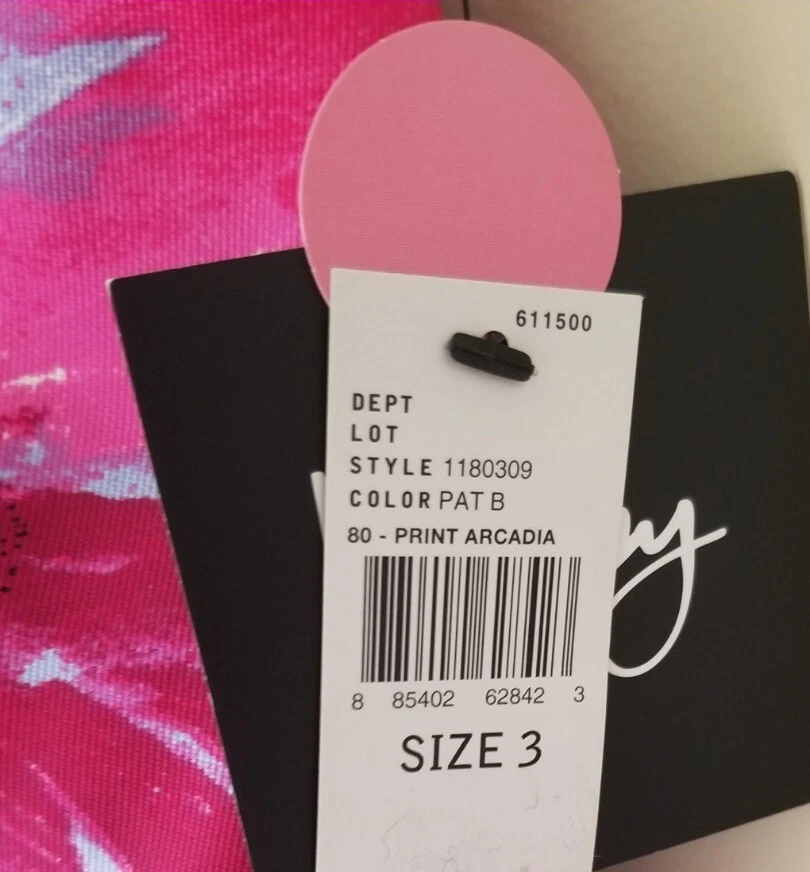 611500
DEPT
LOT
STYLE 1180309
COLOR PAT B
80 - PRINT ARCADIA
8 85402 62842 3
SIZE 3